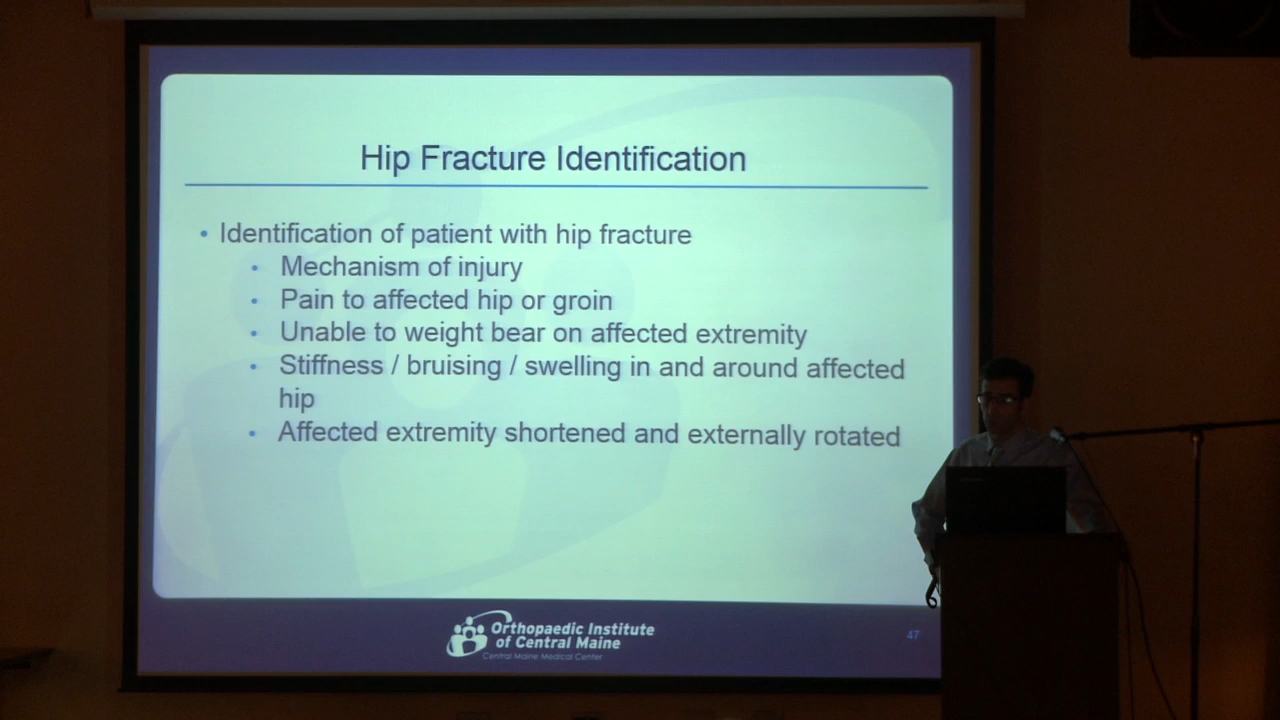 Hip Fracture Identification
• Identification of patient with hip fracture
• Mechanism of injury
• Pain to affected hip or groin
• Unable to weight bear on affected extremity
• Stiffness / bruising / swelling in and around affected
hip
• Affected extremity shortened and externally rotated
Orthopaedic Institute
of Central Maine
Central Maine Medical Center
47